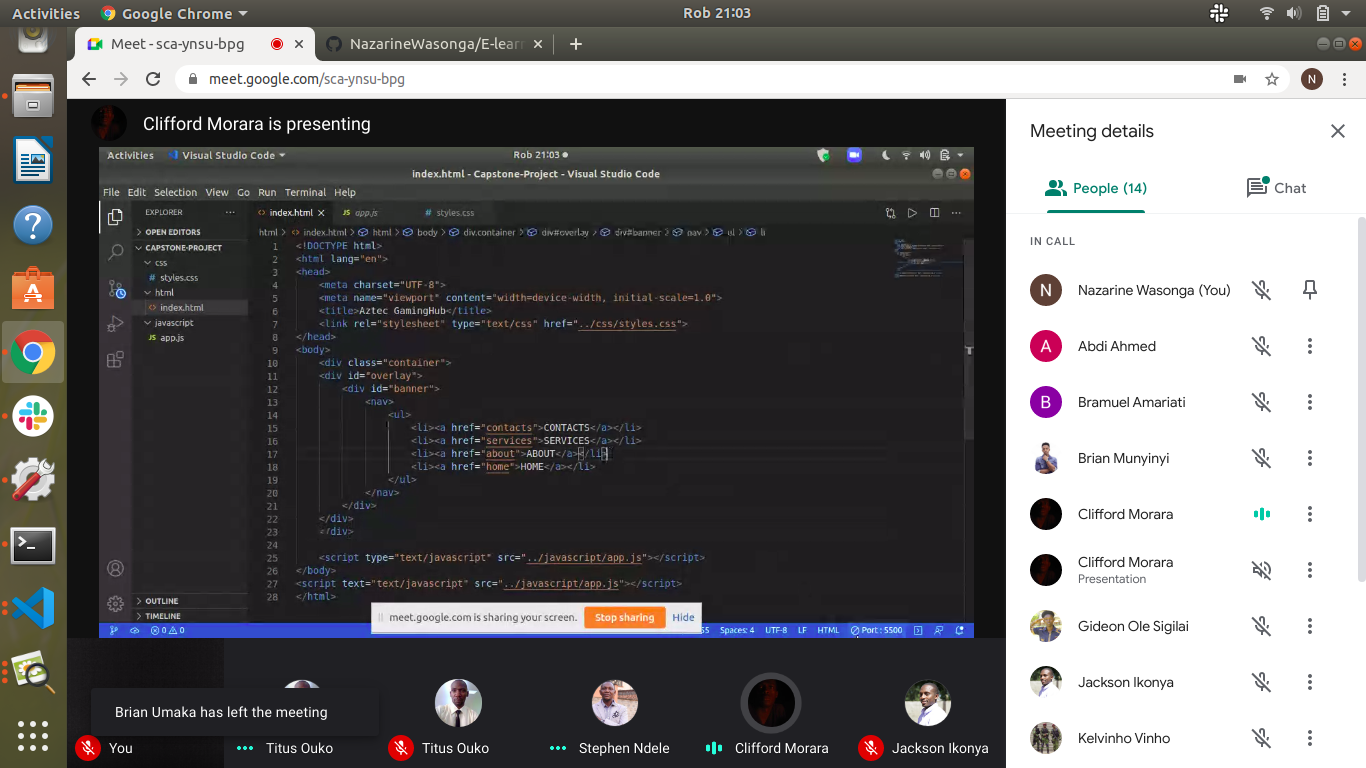 Activities Google Chrome Rob 21:03
Meet - sca-ynsu-bpg NazarineWasonga/E-lear
meet.google.com/sca-ynsu-bpg N
Clifford Morara is presenting
Activities Visual Studio Code Rob 21:03
index.html - Capstone-Project - Visual Studio Code
File Edit Selection View Go Run Terminal Help
EXPLORER ... index.html JS app.js # styles.css
OPEN EDITORS
CAPSTONE-PROJECT
css
# styles.css
html
index.html
javascript
JS app.js
OUTLINE
TIMELINE
html > index.html > html > body > div.container > div#overlay > div#banner > nav > ul > li
1 <!DOCTYPE html>
2 <html lang="en">
3 <head>
4 <meta charset="UTF-8">
5 <meta name="viewport" content="width=device-width, initial-scale=1.0">
6 <title>Aztec GamingHub</title>
7 <link rel="stylesheet" type="text/css" href="../css/styles.css">
8 </head>
9 <body>
10 <div class="container">
11 <div id="overlay">
12 <div id="banner">
13 <nav>
14 <ul>
15 <li><a href="contacts">CONTACTS</a></li>
16 <li><a href="services">SERVICES</a></li>
17 <li><a href="about">ABOUT</a></li>
18 <li><a href="home">HOME</a></li>
19 </ul>
20 </nav>
21 </div>
22 </div>
23 </div>
24
25 <script type="text/javascript" src="../javascript/app.js"></script>
26 </body>
27 <script text="text/javascript" src="../javascript/app.js"></script>
28 </html>
meet.google.com is sharing your screen. Stop sharing Hide
0 0 55 Spaces: 4 UTF-8 LF HTML Port : 5500
Brian Umaka has left the meeting
You Titus Ouko Titus Ouko Stephen Ndele Clifford Morara Jackson Ikonya
Meeting details
People (14) Chat
IN CALL
N Nazarine Wasonga (You)
A Abdi Ahmed
B Bramuel Amariati
Brian Munyinyi
Clifford Morara
Clifford Morara
Presentation
Gideon Ole Sigilai
Jackson Ikonya
Kelvinho Vinho